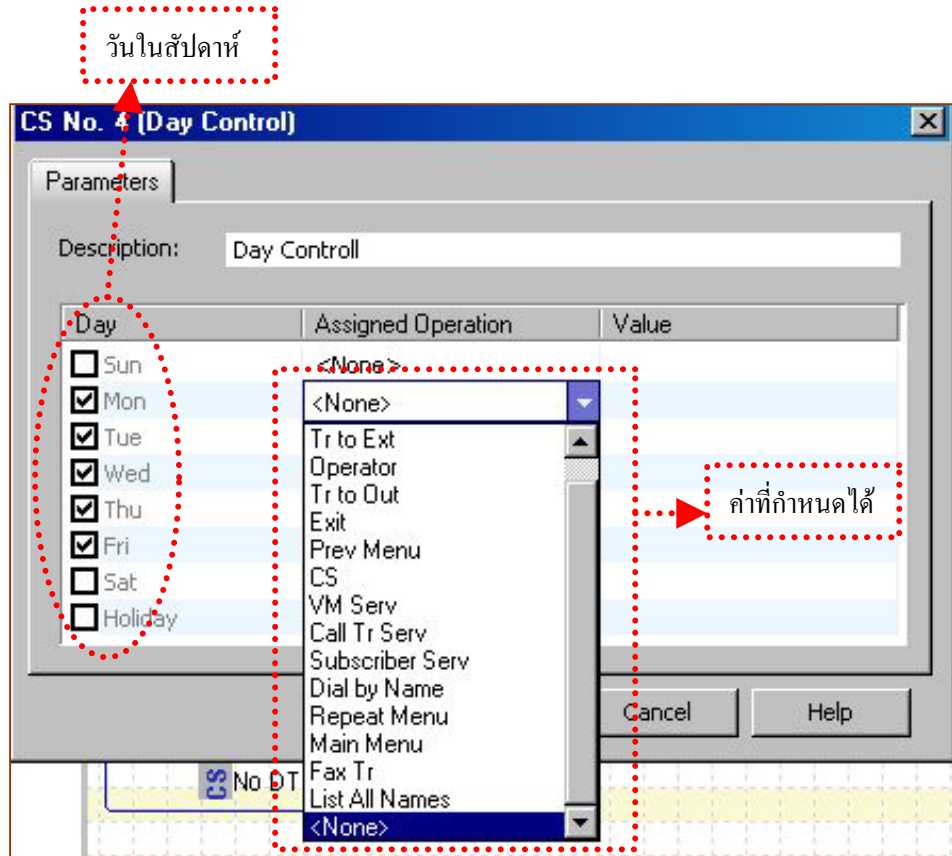 วันในสัปดาห์
CS No. 4 (Day Control)
Parameters
Description: Day Controll
Day Assigned Operation Value
Sun <None>
Mon <None>
Tue Tr to Ext
Wed Operator
Tr to Out
Thu Exit
ค่าที่กำหนดได้
Fri Prev Menu
Sat CS
Holiday VM Serv
Call Tr Serv
Subscriber Serv
Dial by Name
Repeat Menu Cancel Help
Main Menu
CS No DT Fax Tr
List All Names
<None>